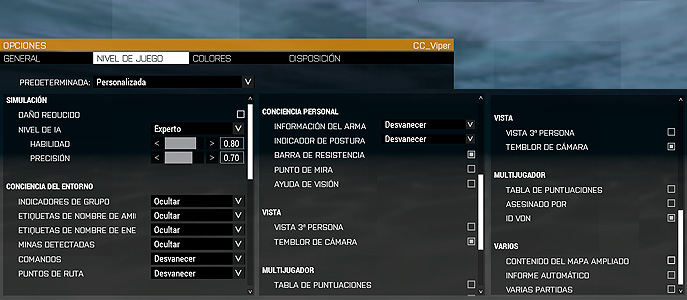 OPCIONES CC_Viper
GENERAL NIVEL DE JUEGO COLORES DISPOSICIÓN
PREDETERMINADA: Personalizada
SIMULACIÓN
DAÑO REDUCIDO
NIVEL DE IA Experto
HABILIDAD < > 0.80
PRECISIÓN < > 0.70
CONCIENCIA DEL ENTORNO
INDICADORES DE GRUPO Ocultar
ETIQUETAS DE NOMBRE DE AMI Ocultar
ETIQUETAS DE NOMBRE DE ENE Ocultar
MINAS DETECTADAS Ocultar
COMANDOS Desvanecer
PUNTOS DE RUTA Desvanecer
CONCIENCIA PERSONAL
INFORMACIÓN DEL ARMA Desvanecer
INDICADOR DE POSTURA Desvanecer
BARRA DE RESISTENCIA
PUNTO DE MIRA
AYUDA DE VISIÓN
VISTA
VISTA 3ª PERSONA
TEMBLOR DE CÁMARA
MULTIJUGADOR
TABLA DE PUNTUACIONES
VISTA
VISTA 3ª PERSONA
TEMBLOR DE CÁMARA
MULTIJUGADOR
TABLA DE PUNTUACIONES
ASESINADO POR
ID VON
VARIOS
CONTENIDO DEL MAPA AMPLIADO
INFORME AUTOMÁTICO
VARIAS PARTIDAS